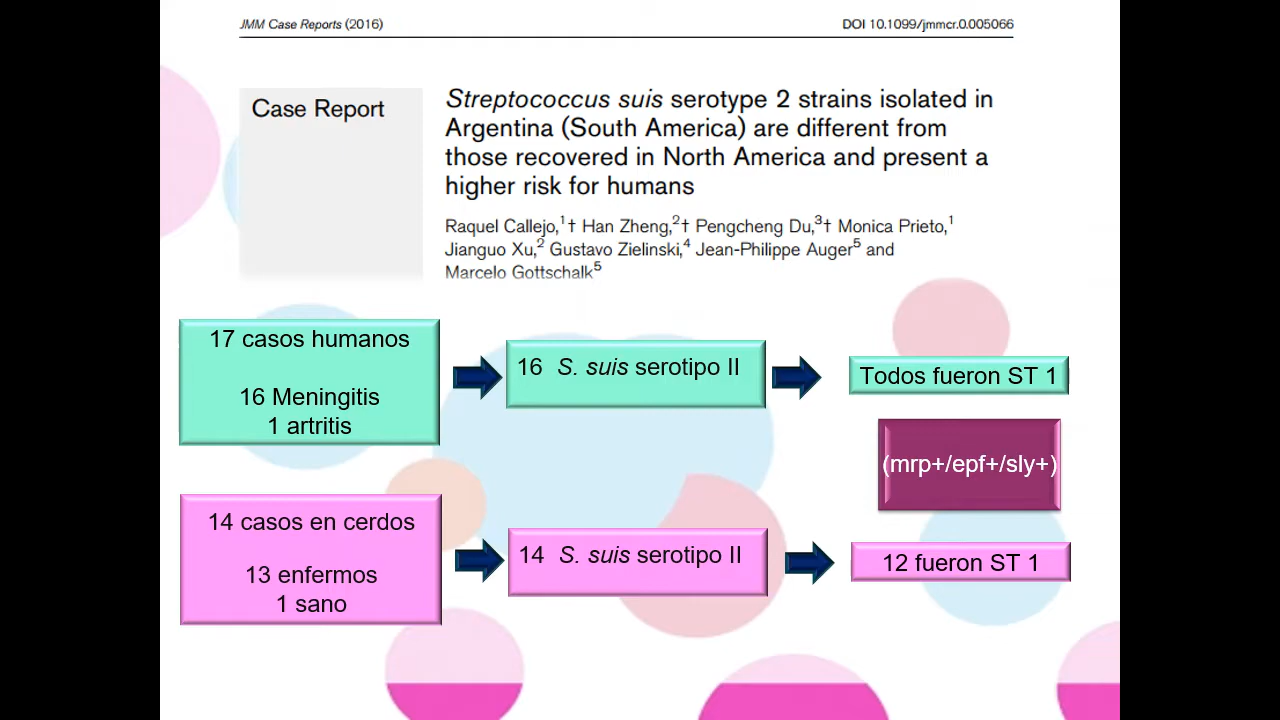 JMM Case Reports (2016)
DOI 10.1099/jmmcr.0.005066
Case Report
Streptococcus suis serotype 2 strains isolated in
Argentina (South America) are different from
those recovered in North America and present a
higher risk for humans
Raquel Callejo,1† Han Zheng,2† Pengcheng Du,3† Monica Prieto,1
Jianguo Xu,2 Gustavo Zielinski,4 Jean-Philippe Auger5 and
Marcelo Gottschalk5
17 casos humanos
16 Meningitis
1 artritis
16 S. suis serotipo II
Todos fueron ST 1
(mrp+/epf+/sly+)
14 casos en cerdos
13 enfermos
1 sano
14 S. suis serotipo II
12 fueron ST 1